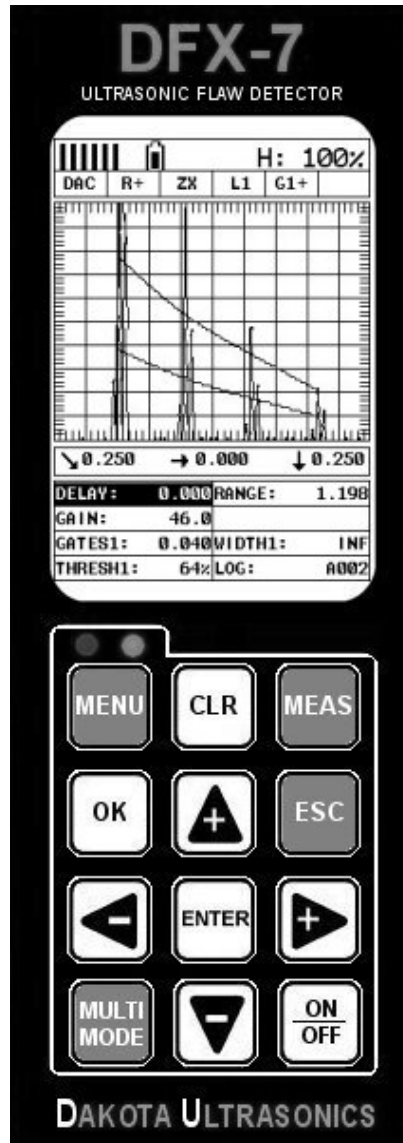 DFX-7
ULTRASONIC FLAW DETECTOR
H: 100%
DAC R+ ZX L1 G1+
↘0.250 →0.000 ↓0.250
DELAY: 0.000 RANGE: 1.198
GAIN: 46.0
GATES1: 0.040 WIDTH1: INF
THRESH1: 64% LOG: A002
MENU CLR MEAS
OK + ESC
- ENTER +
MULTI MODE - ON OFF
DAKOTA ULTRASONICS